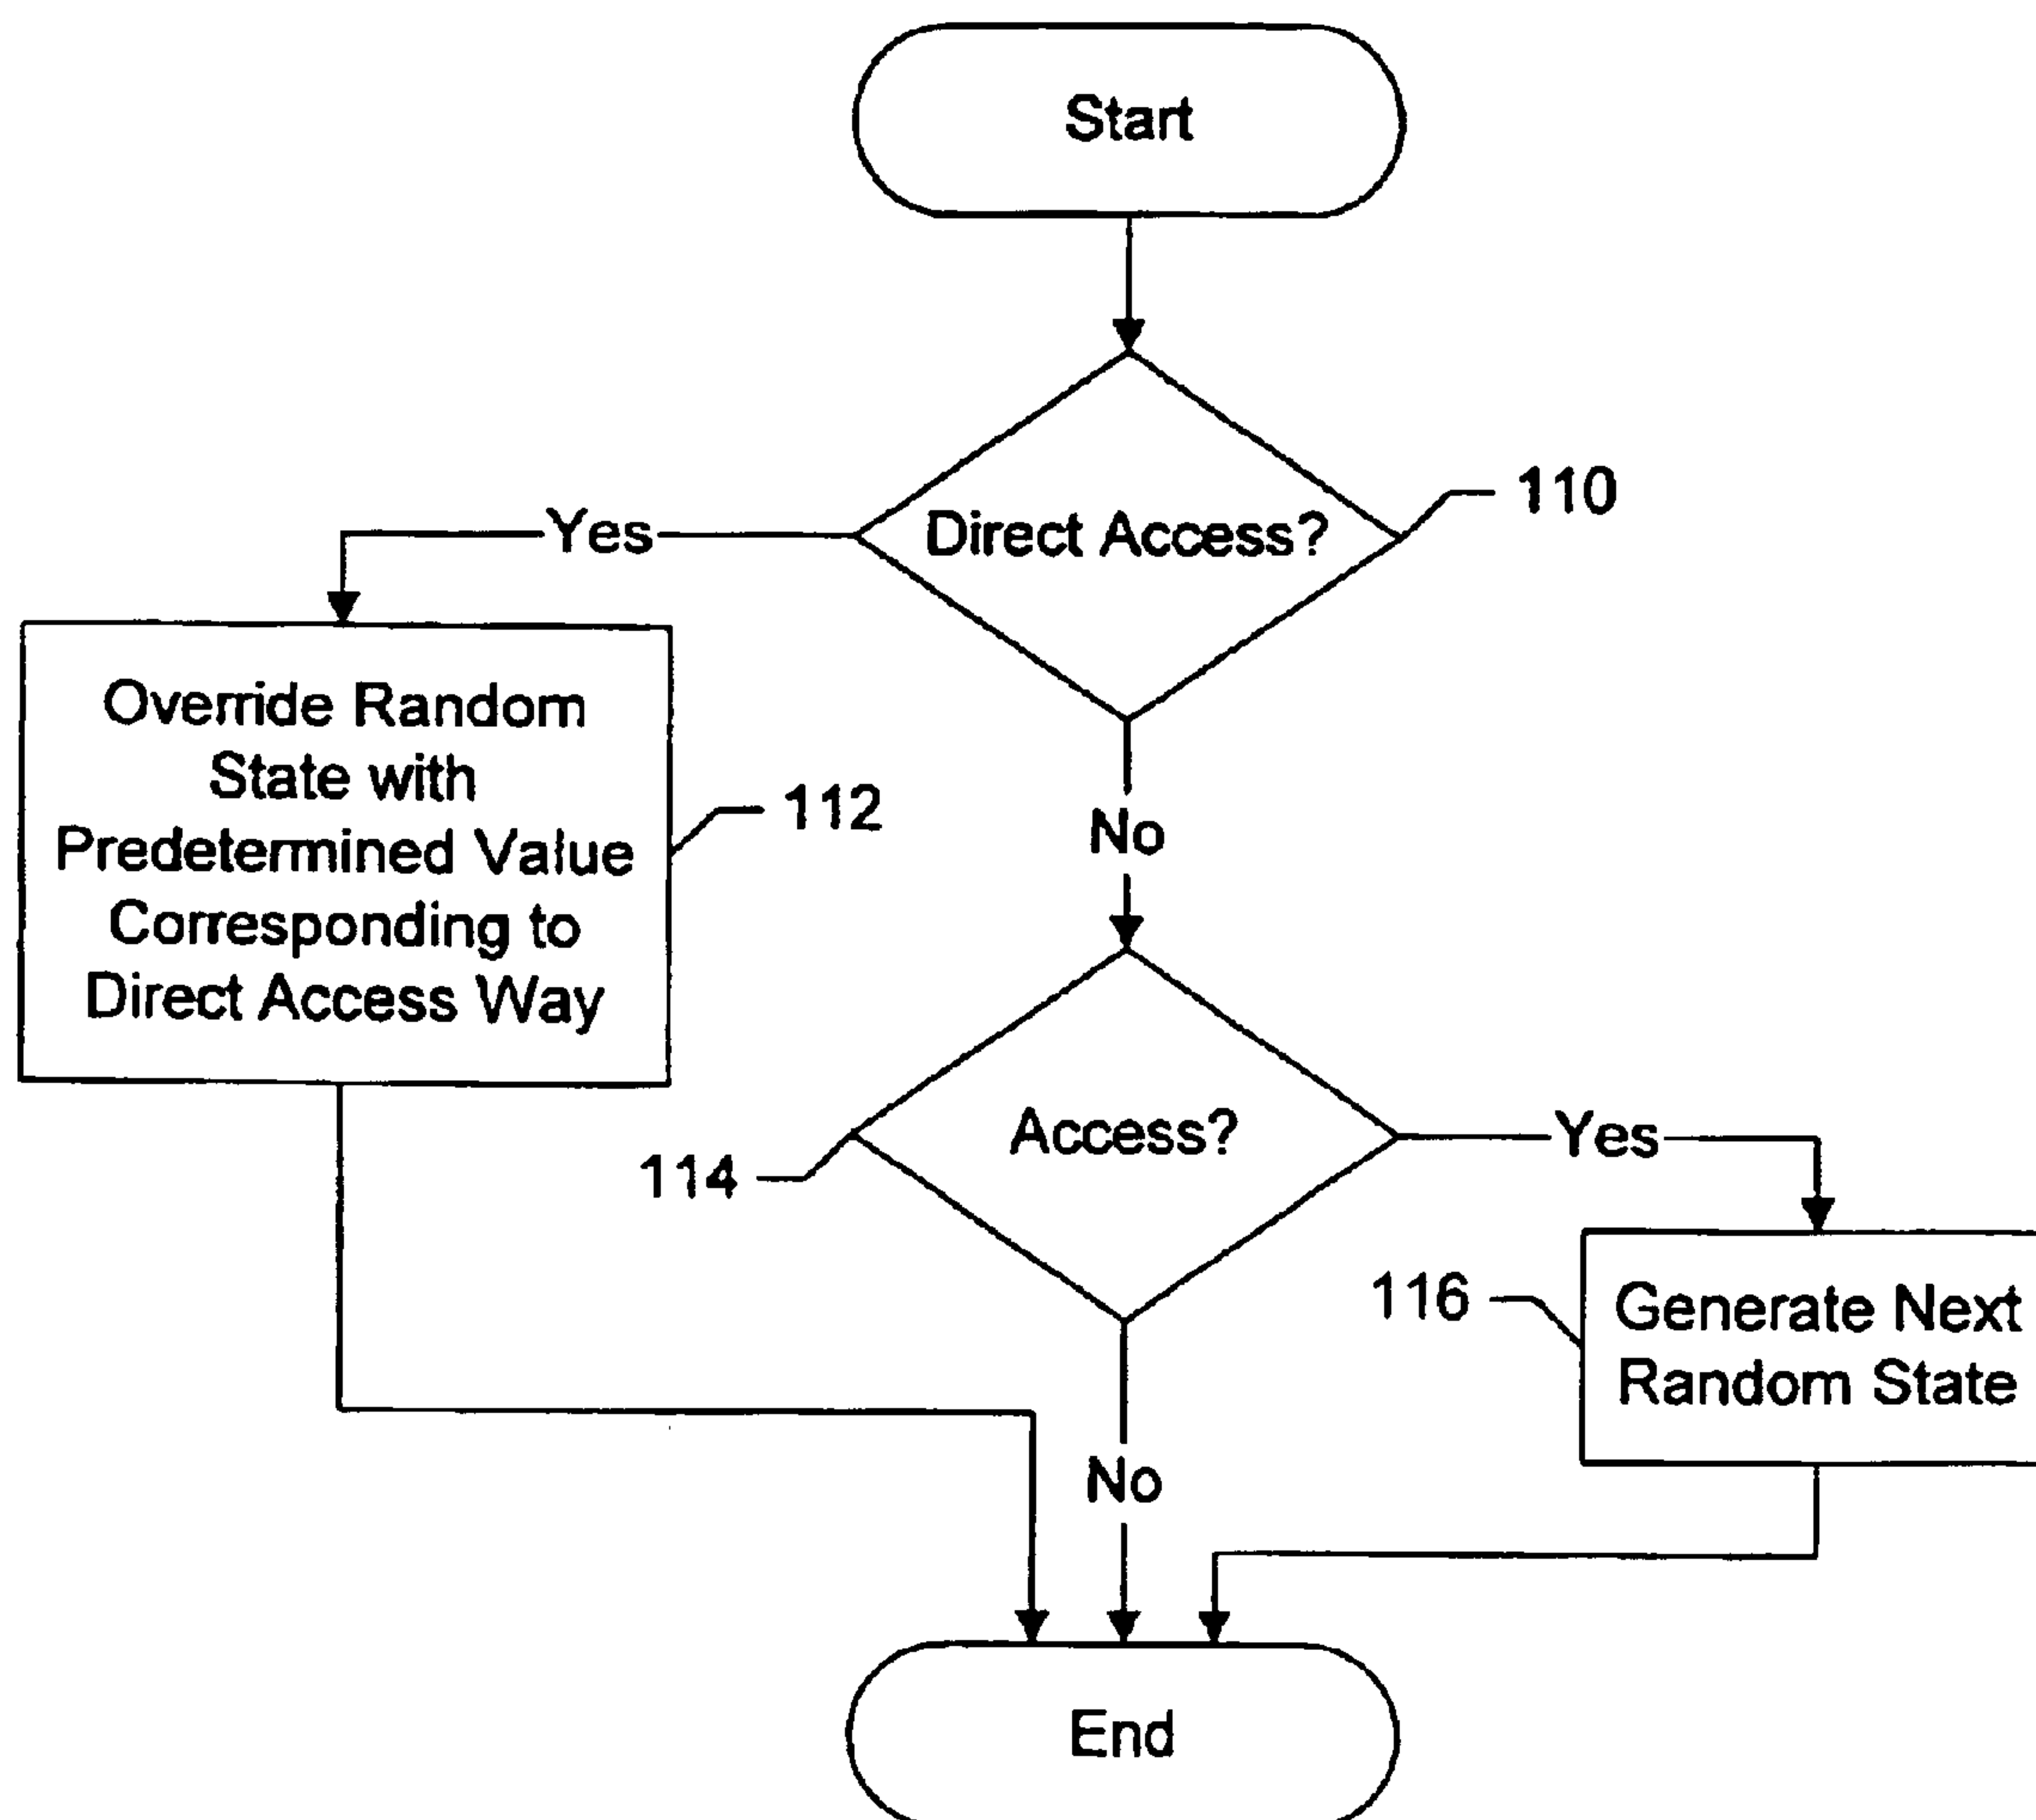 Start
Direct Access?
110
Yes
Override Random
State with
Predetermined Value
Corresponding to
Direct Access Way
112
No
Access?
114
Yes
116
Generate Next
Random State
No
End